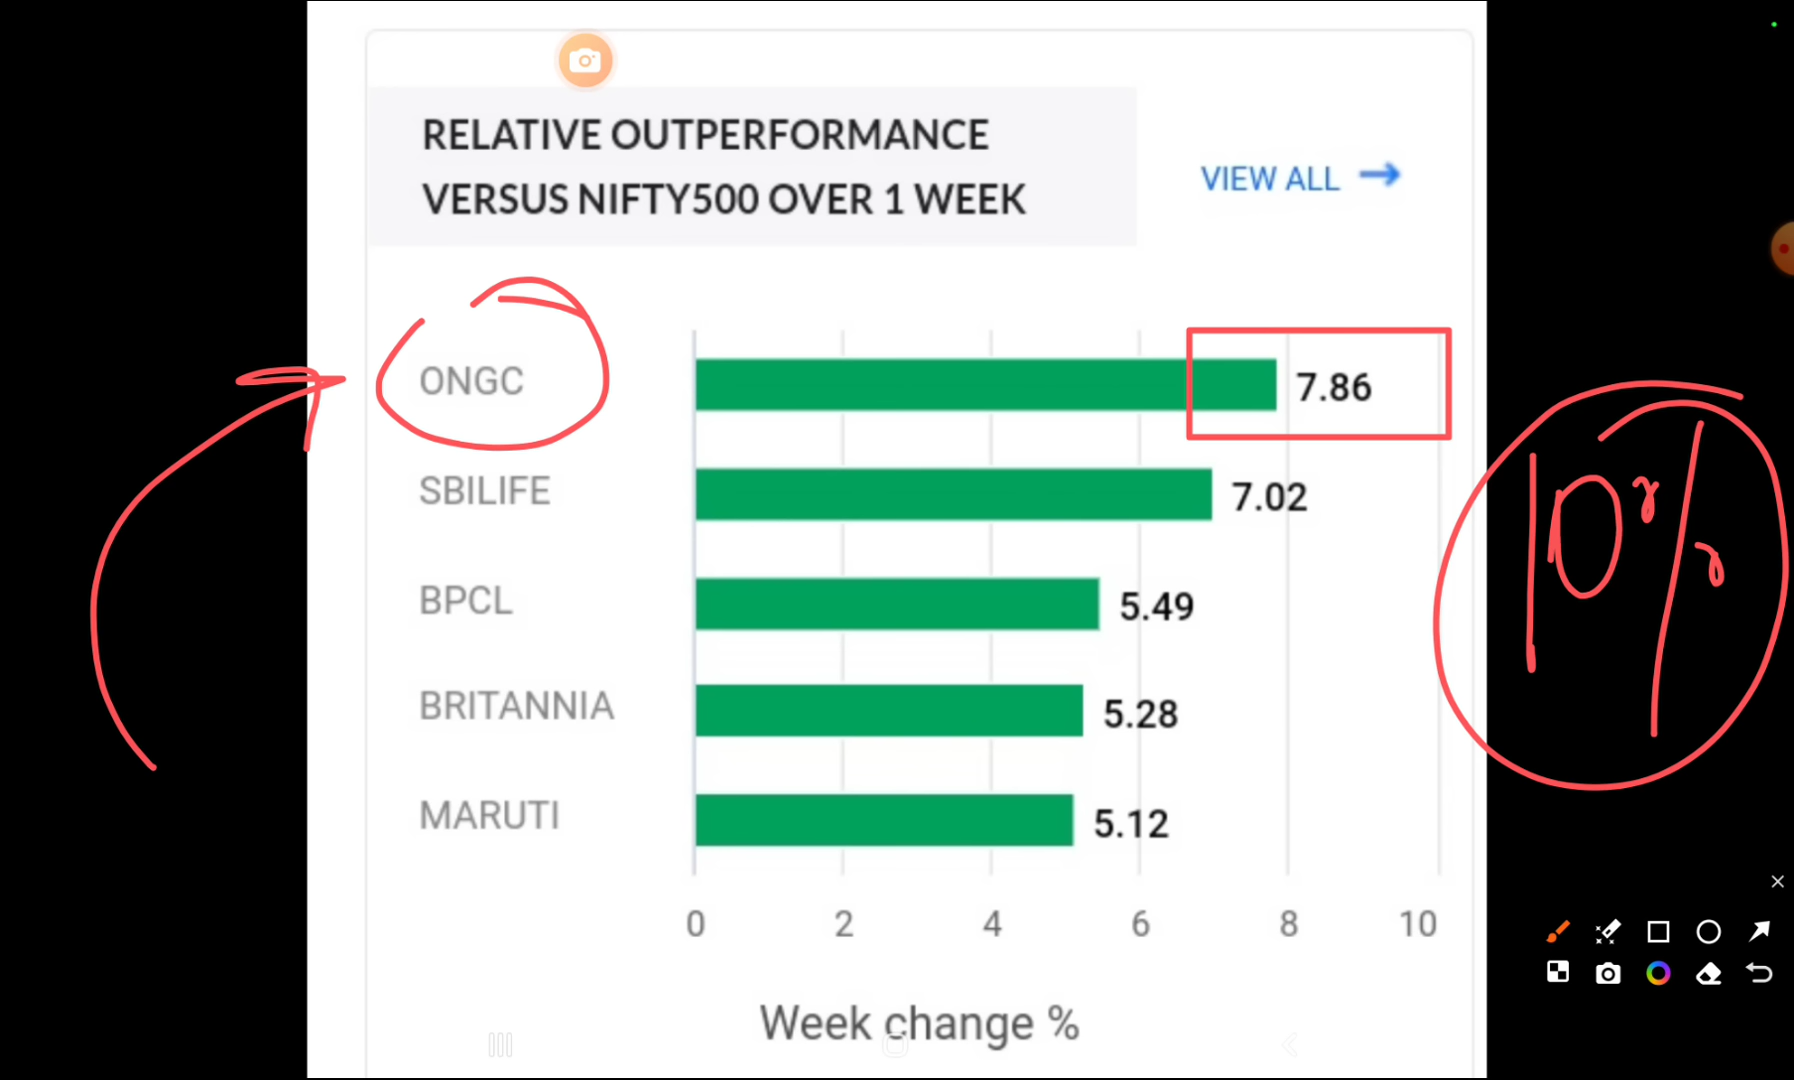 RELATIVE OUTPERFORMANCE
VERSUS NIFTY500 OVER 1 WEEK
VIEW ALL
ONGC 7.86
SBILIFE 7.02
BPCL 5.49
BRITANNIA 5.28
MARUTI 5.12
0 2 4 6 8 10
Week change %
10%